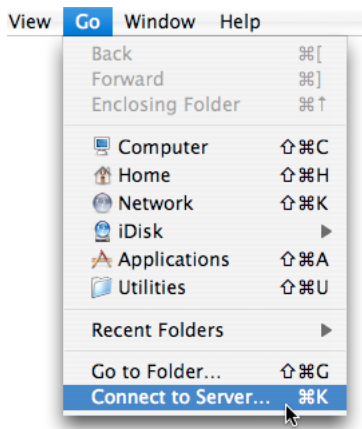 View Go Window Help
Back ⌘[
Forward ⌘]
Enclosing Folder ⌘↑
Computer ⇧⌘C
Home ⇧⌘H
Network ⇧⌘K
iDisk ▶
Applications ⇧⌘A
Utilities ⇧⌘U
Recent Folders ▶
Go to Folder... ⇧⌘G
Connect to Server... ⌘K